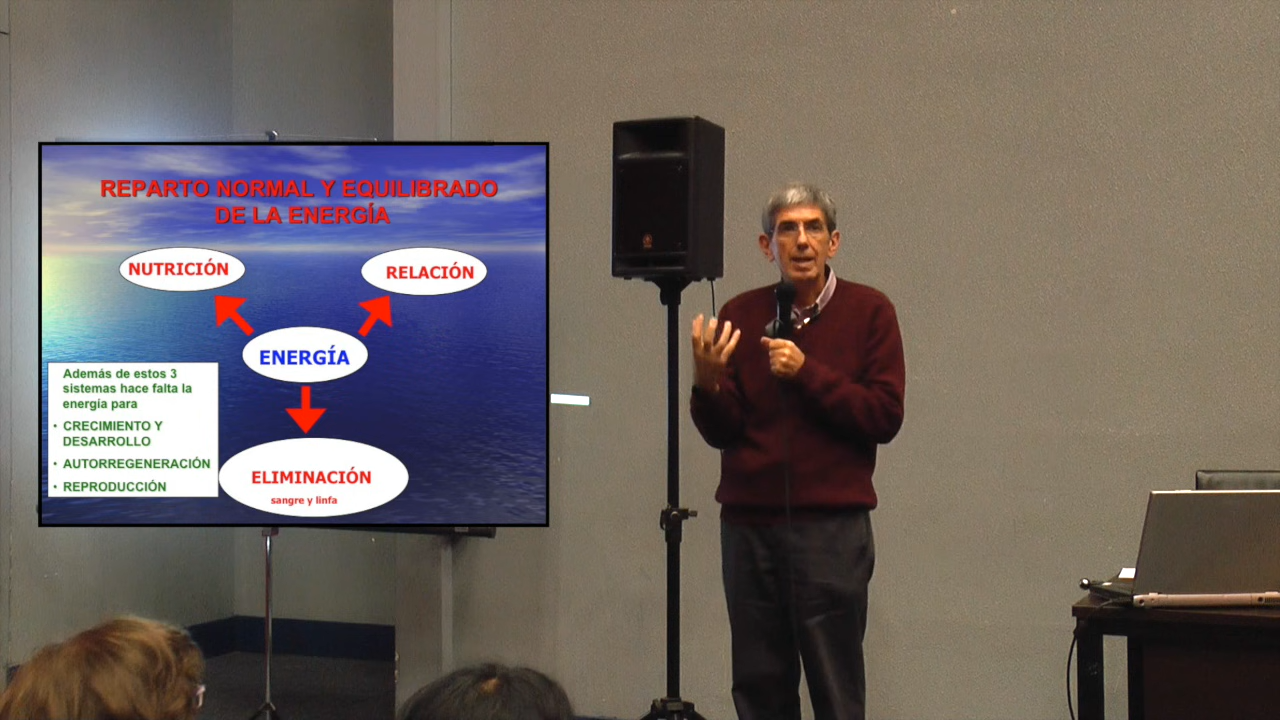 REPARTO NORMAL Y EQUILIBRADO
DE LA ENERGÍA
NUTRICIÓN
RELACIÓN
ENERGÍA
Además de estos 3
sistemas hace falta la
energía para
• CRECIMIENTO Y
DESARROLLO
• AUTORREGENERACIÓN
• REPRODUCCIÓN
ELIMINACIÓN
sangre y linfa